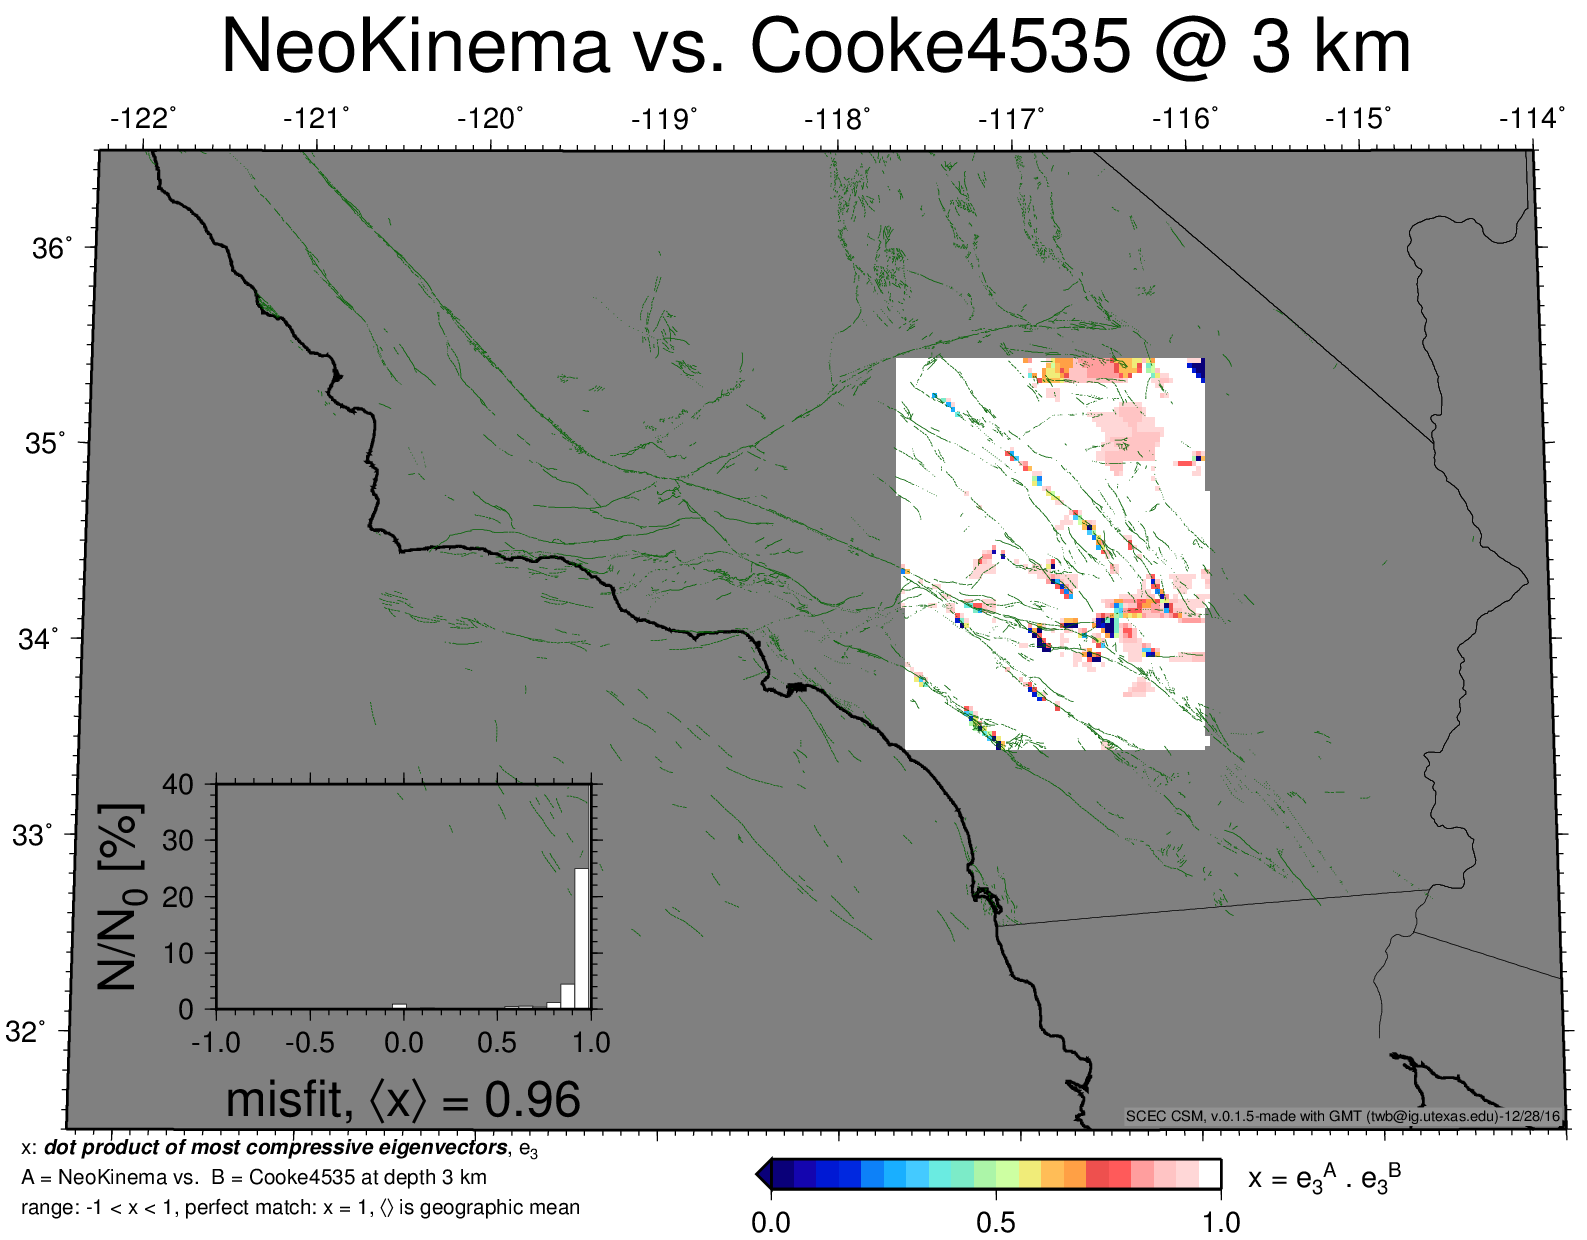 NeoKinema vs. Cooke4535 @ 3 km
-122˚ -121˚ -120˚ -119˚ -118˚ -117˚ -116˚ -115˚ -114˚
36˚
35˚
34˚
33˚
32˚
N/N0 [%]
40
30
20
10
0
-1.0 -0.5 0.0 0.5 1.0
misfit, ⟨x⟩ = 0.96
SCEC CSM, v.0.1.5-made with GMT (twb@ig.utexas.edu)-12/28/16
x: dot product of most compressive eigenvectors, e3
A = NeoKinema vs. B = Cooke4535 at depth 3 km
range: -1 < x < 1, perfect match: x = 1, ⟨⟩ is geographic mean
x = e3A . e3B
0.0 0.5 1.0